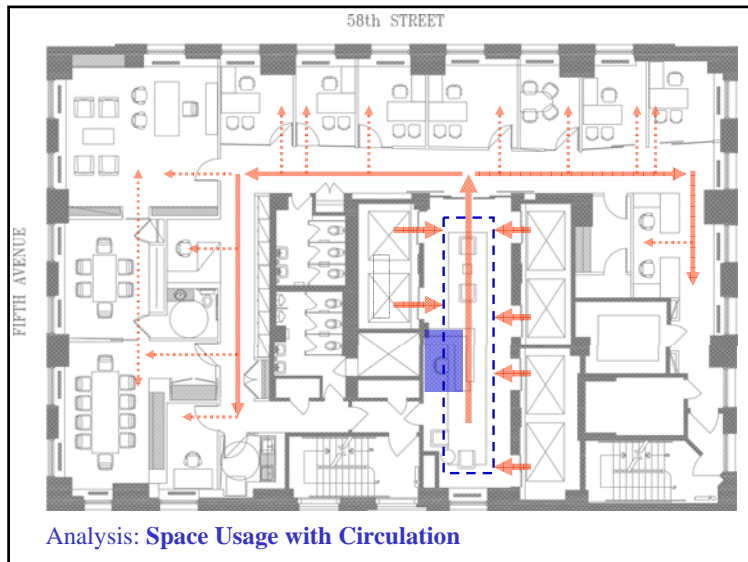 58th STREET
FIFTH AVENUE
Analysis: Space Usage with Circulation